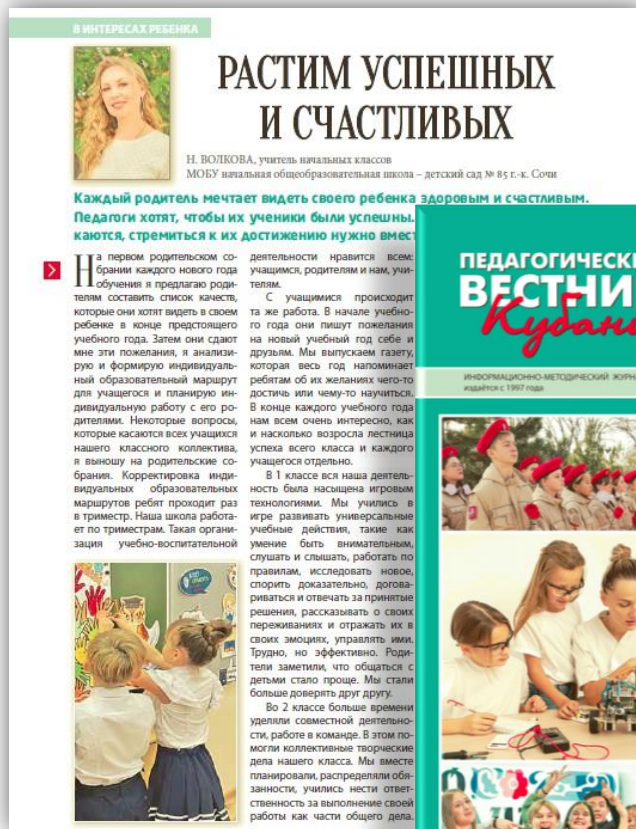 В ИНТЕРЕСАХ РЕБЕНКА
РАСТИМ УСПЕШНЫХ
И СЧАСТЛИВЫХ
Н. ВОЛКОВА, учитель начальных классов
МОБУ начальная общеобразовательная школа – детский сад № 85 г.-к. Сочи
Каждый родитель мечтает видеть своего ребенка здоровым и счастливым.
Педагоги хотят, чтобы их ученики были успешны.
каются, стремиться к их достижению нужно вмест
На первом родительском со-
брании каждого нового года
обучения я предлагаю роди-
телям составить список качеств,
которые они хотят видеть в своем
ребенке в конце предстоящего
учебного года. Затем они сдают
мне эти пожелания, я анализи-
рую и формирую индивидуаль-
ный образовательный маршрут
для учащегося и планирую ин-
дивидуальную работу с его ро-
дителями. Некоторые вопросы,
которые касаются всех учащихся
нашего классного коллектива,
я выношу на родительские со-
брания. Корректировка инди-
видуальных образовательных
маршрутов ребят проходит раз
в триместр. Наша школа работа-
ет по триместрам. Такая органи-
зация учебно-воспитательной
деятельности нравится всем:
учащимся, родителям и нам, учи-
телям.
С учащимися происходит
та же работа. В начале учебно-
го года они пишут пожелания
на новый учебный год себе и
друзьям. Мы выпускаем газету,
которая весь год напоминает
ребятам об их желаниях чего-то
достичь или чему-то научиться.
В конце каждого учебного года
нам всем очень интересно, как
и насколько возросла лестница
успеха всего класса и каждого
учащегося отдельно.
В 1 классе вся наша деятель-
ность была насыщена игровым
технологиями. Мы учились в
игре развивать универсальные
учебные действия, такие как
умение быть внимательным,
слушать и слышать, работать по
правилам, исследовать новое,
спорить доказательно, догова-
риваться и отвечать за принятые
решения, рассказывать о своих
переживаниях и отражать их в
своих эмоциях, управлять ими.
Трудно, но эффективно. Роди-
тели заметили, что общаться с
детьми стало проще. Мы стали
больше доверять друг другу.
Во 2 классе больше времени
уделяли совместной деятельно-
сти, работе в команде. В этом по-
могли коллективные творческие
дела нашего класса. Мы вместе
планировали, распределяли обя-
занности, учились нести ответ-
ственность за выполнение своей
работы как части общего дела.
ПЕДАГОГИЧЕСКИ
ВЕСТНИ
Кубани
ИНФОРМАЦИОННО-МЕТОДИЧЕСКИЙ ЖУРНА
издаётся с 1997 года